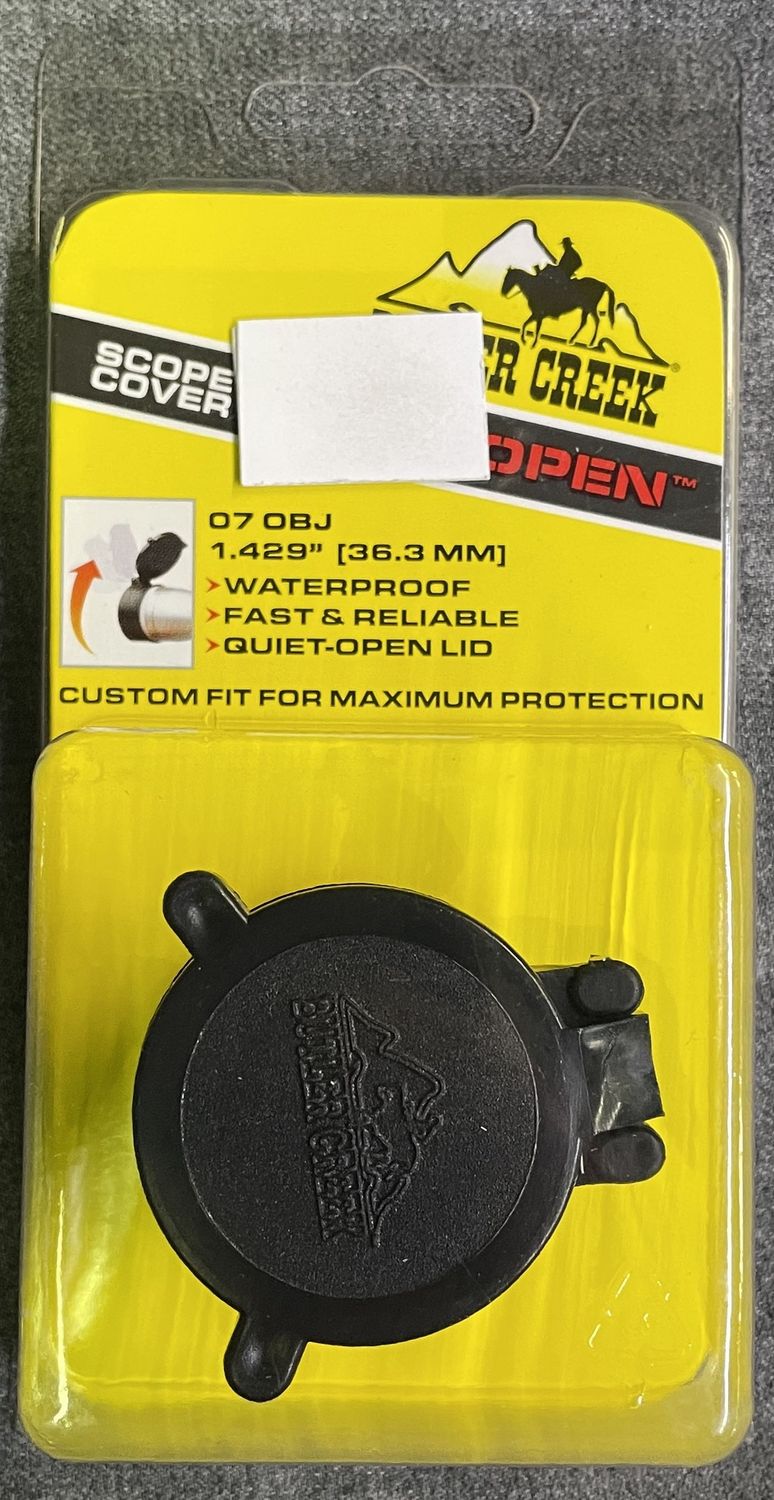 CREEK
®
SCOPE
COVER
OPEN™
07 OBJ
1.429” [36.3 MM]
WATERPROOF
FAST & RELIABLE
QUIET-OPEN LID
CUSTOM FIT FOR MAXIMUM PROTECTION
BUTLER CREEK